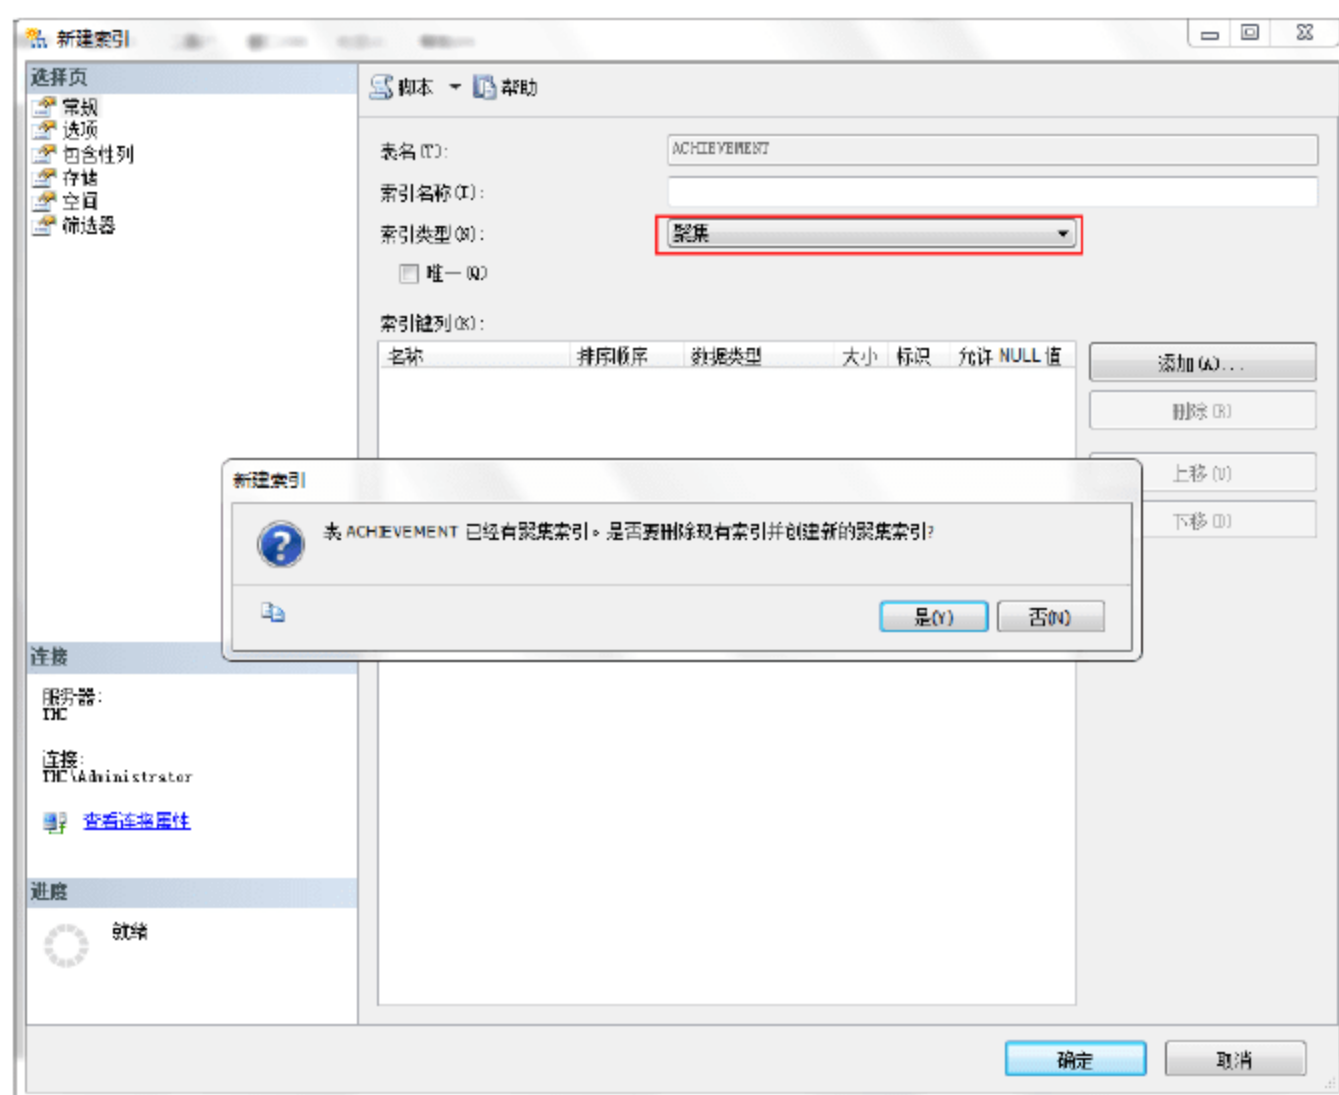 新建索引
选择页
常规
选项
包含性列
存储
空间
筛选器
脚本 帮助
表名(T):
ACHIEVEMENT
索引名称(I):
索引类型(N):
聚集
唯一(Q)
索引键列(K):
名称 排序顺序 数据类型 大小 标识 允许 NULL 值
添加(A)...
删除(R)
上移(U)
下移(D)
新建索引
表 ACHIEVEMENT 已经有聚集索引。是否要删除现有索引并创建新的聚集索引?
是(Y) 否(N)
连接
服务器:
THC
连接:
THC\Administrator
查看连接属性
进度
就绪
确定 取消